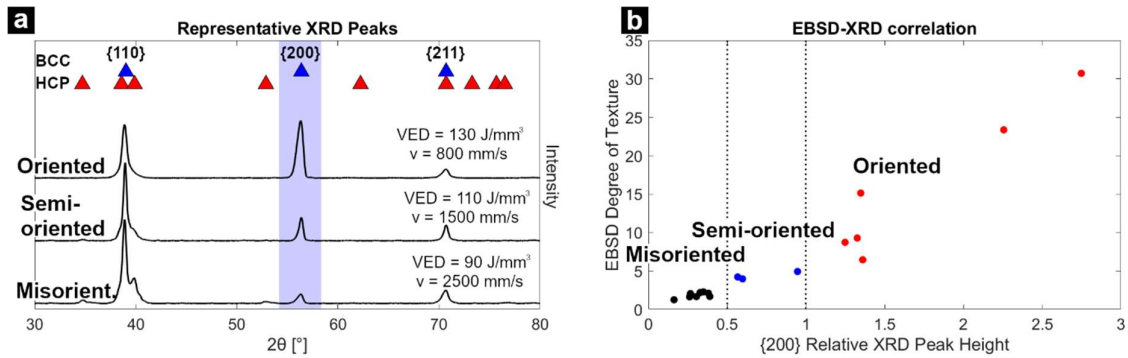 a
Representative XRD Peaks
BCC
HCP
{110}
{200}
{211}
Oriented
VED = 130 J/mm³
v = 800 mm/s
Semi-
oriented
VED = 110 J/mm³
v = 1500 mm/s
Misorient.
VED = 90 J/mm³
v = 2500 mm/s
Intensity
30 40 50 60 70 80
2θ [°]
b
EBSD-XRD correlation
EBSD Degree of Texture
35
30
25
20
15
10
5
0
Oriented
Semi-oriented
Misoriented
0 0.5 1 1.5 2 2.5 3
{200} Relative XRD Peak Height